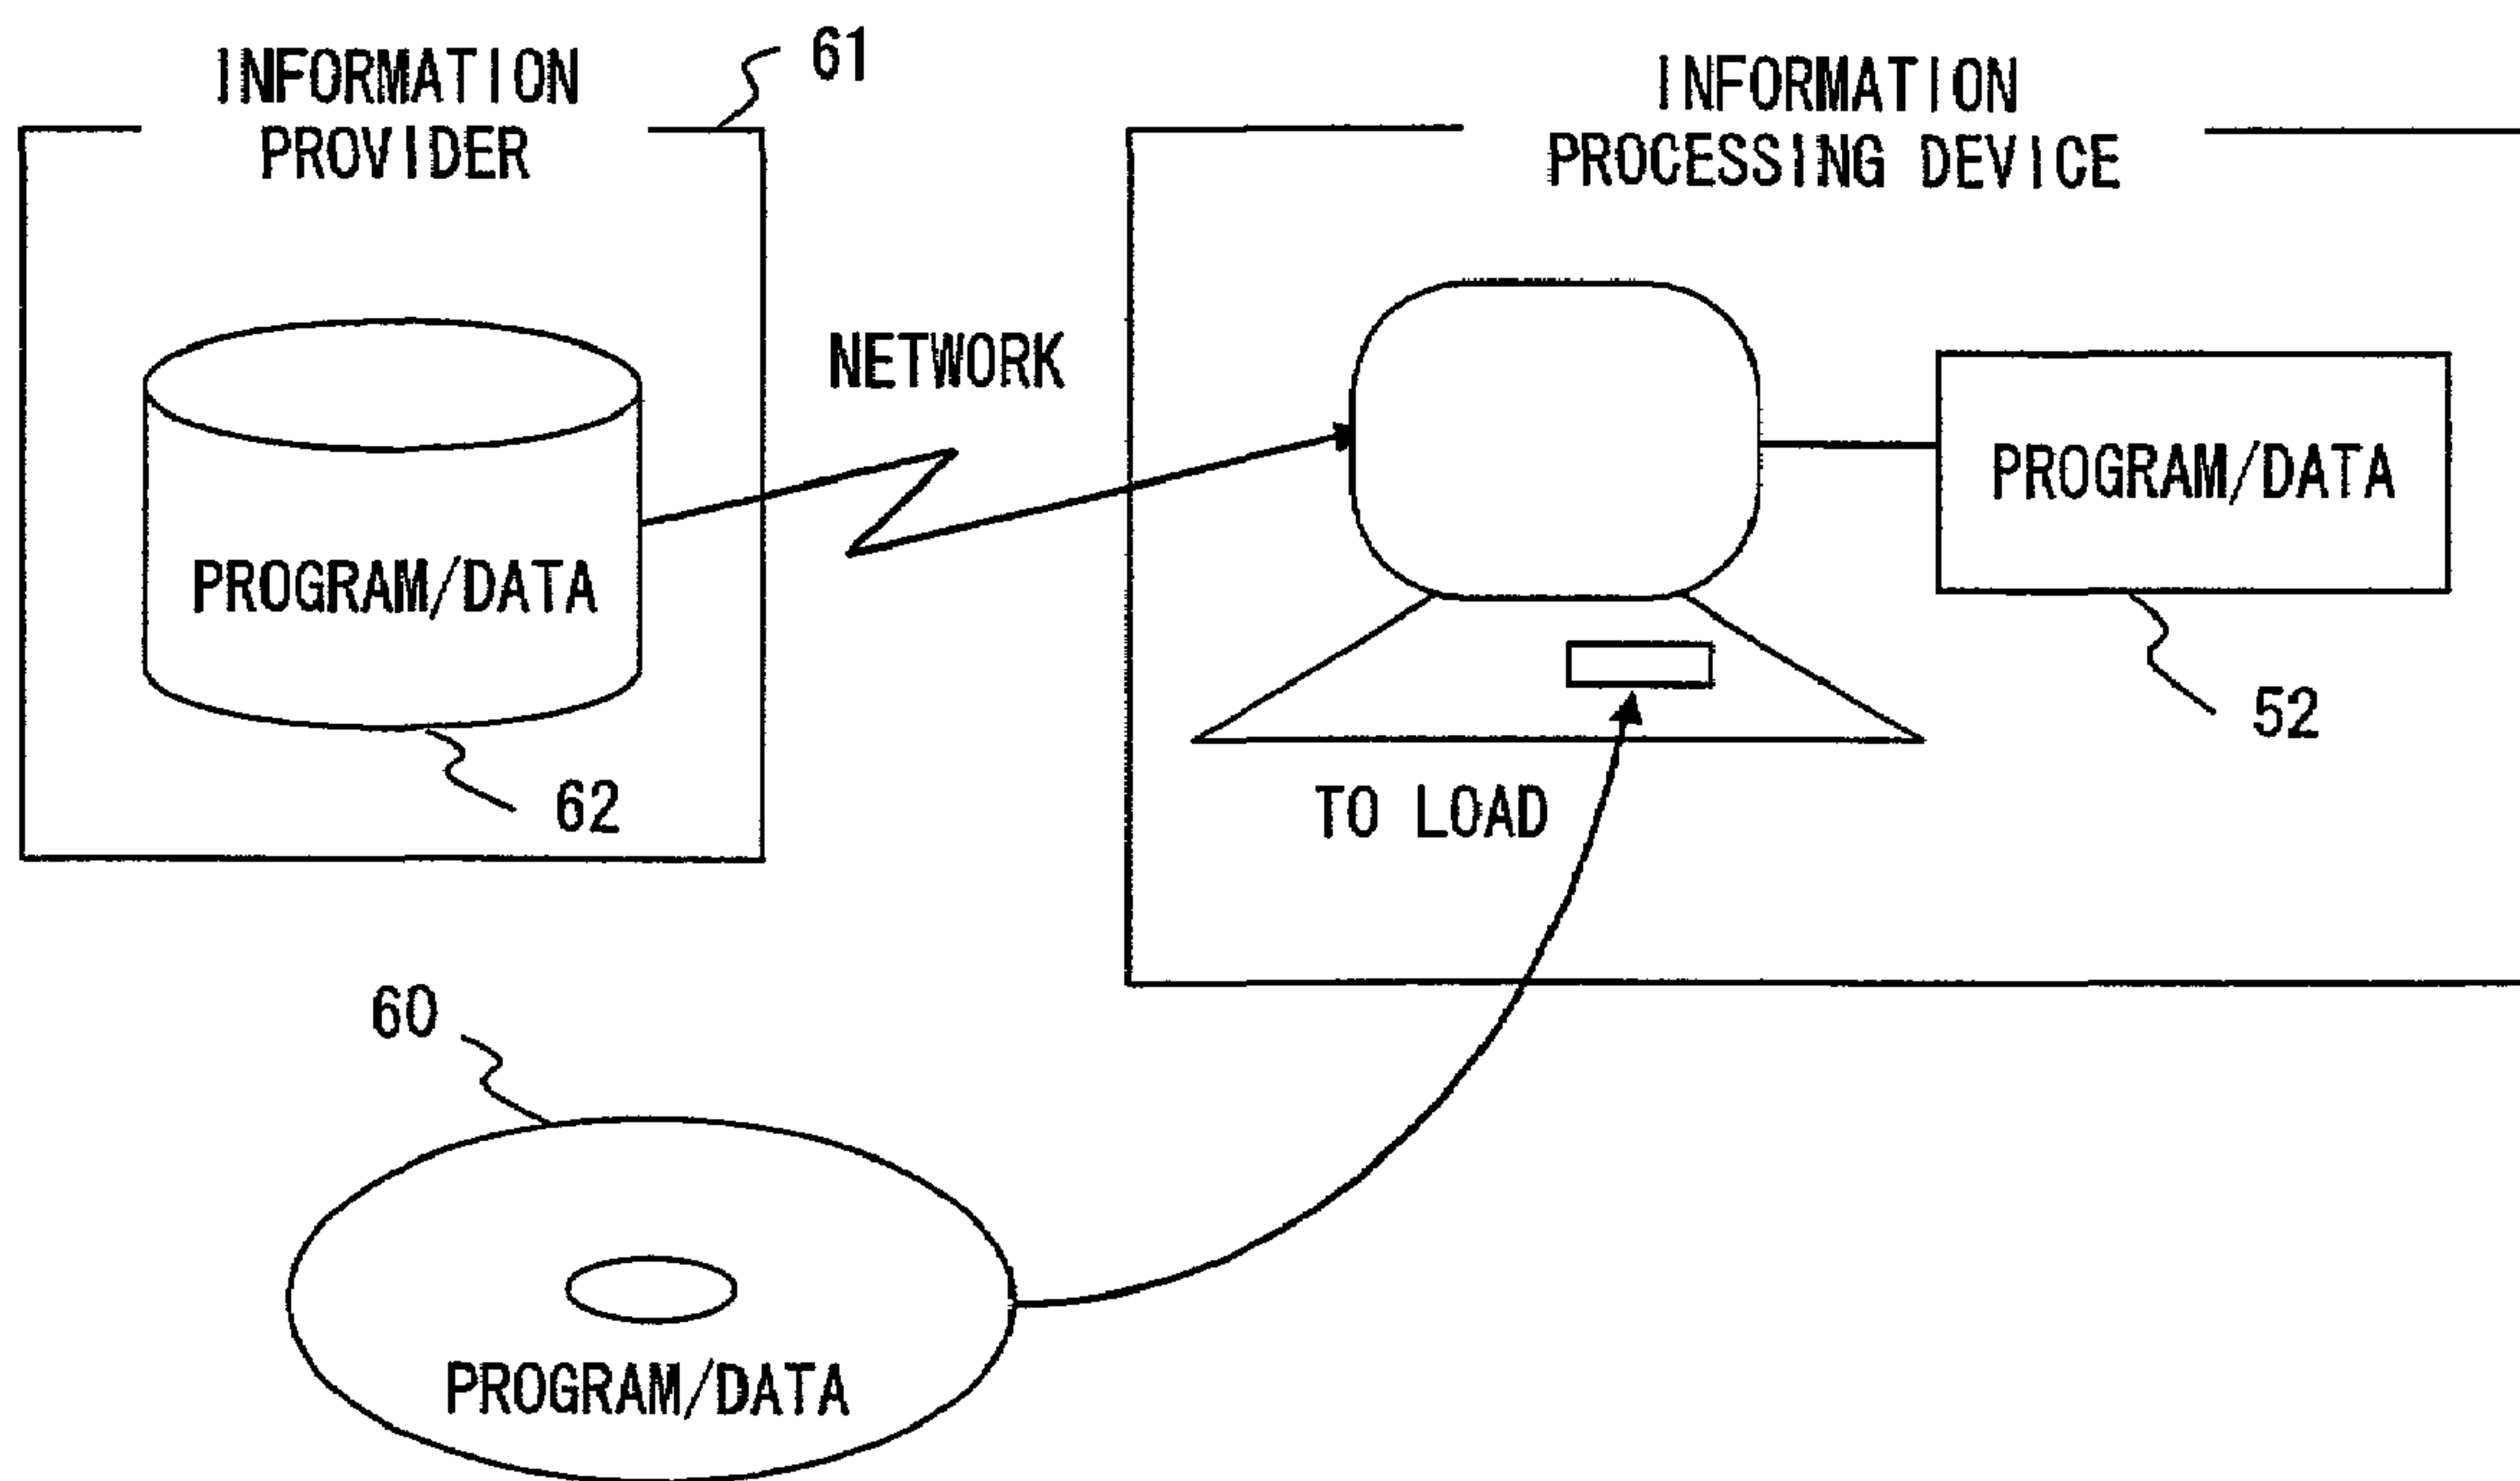 INFORMATION
PROVIDER
61
INFORMATION
PROCESSING DEVICE
NETWORK
PROGRAM/DATA
PROGRAM/DATA
62
52
TO LOAD
60
PROGRAM/DATA